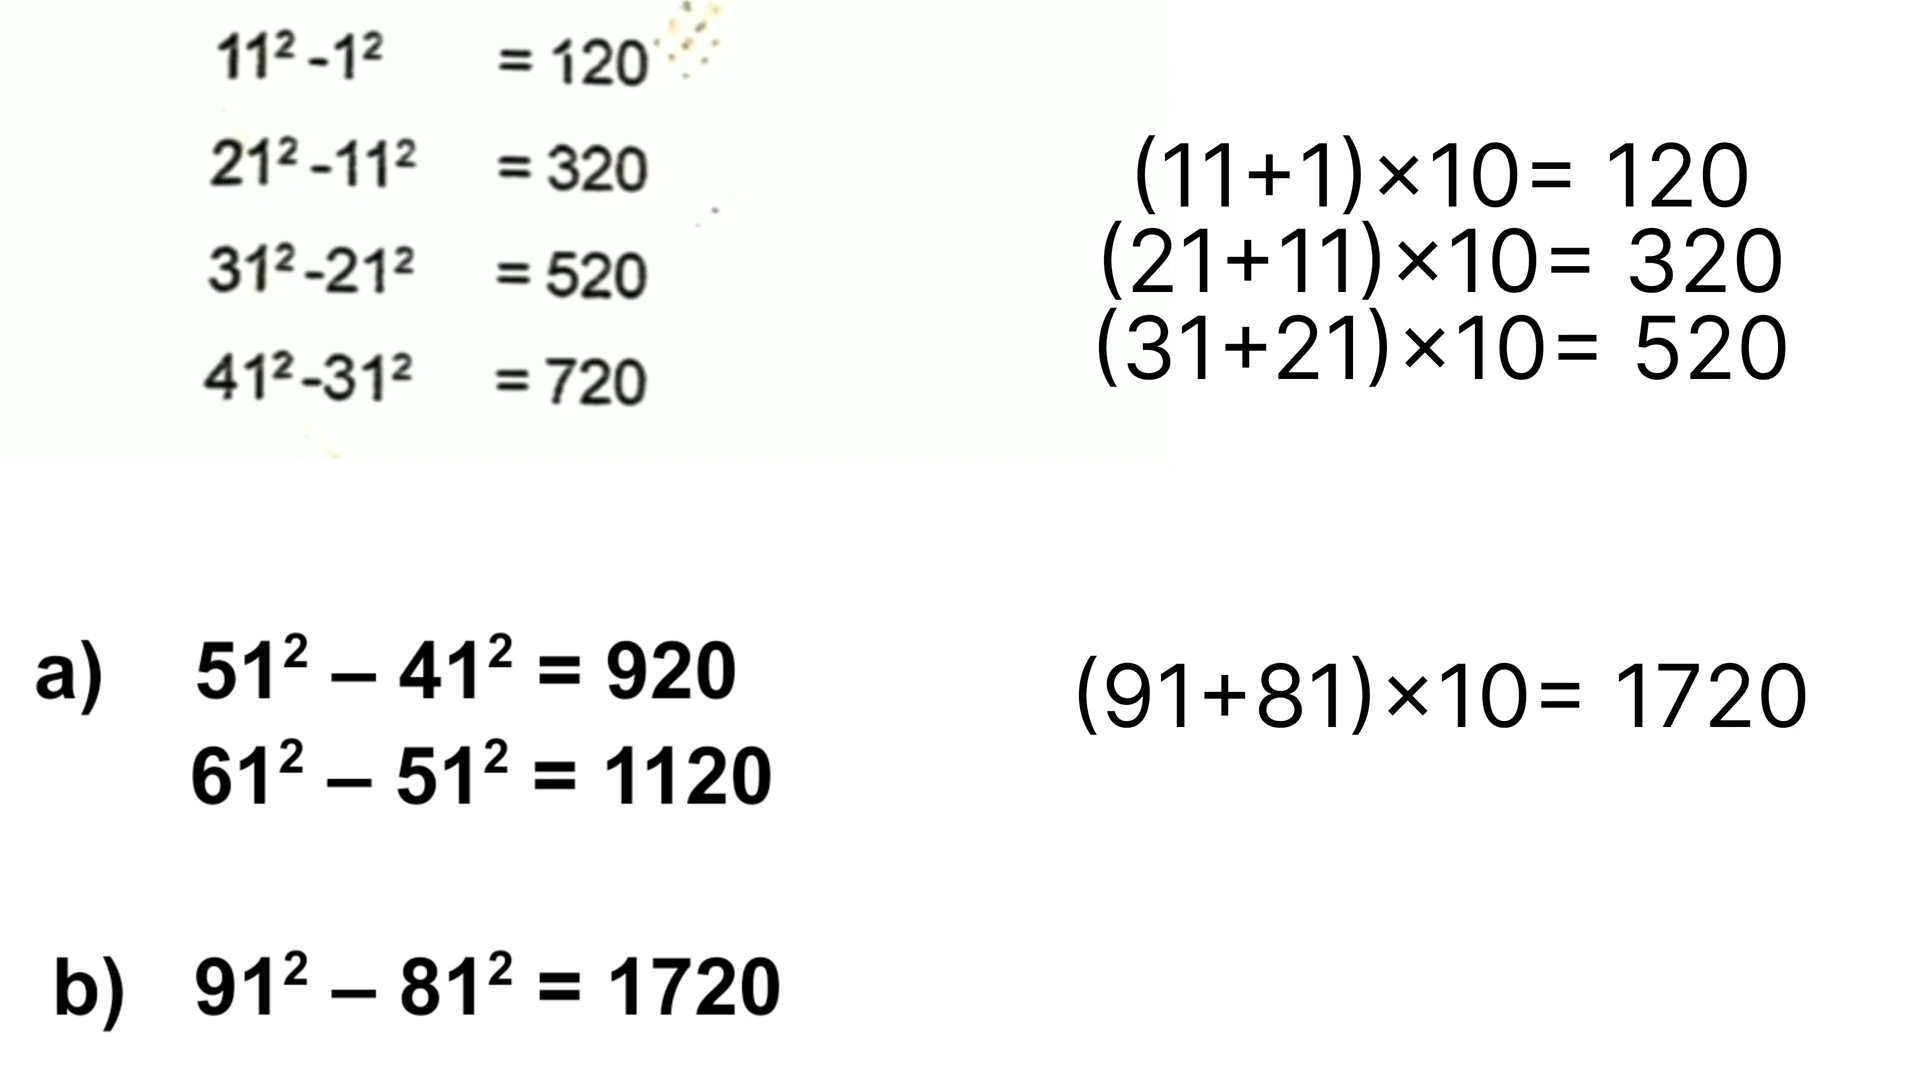 11² -1² = 120
21² -11² = 320
31² -21² = 520
41² -31² = 720
(11+1)×10= 120
(21+11)×10= 320
(31+21)×10= 520
a) 51² – 41² = 920
61² – 51² = 1120
(91+81)×10= 1720
b) 91² – 81² = 1720